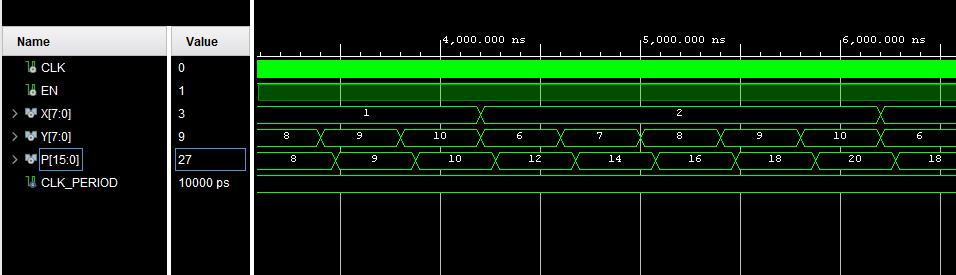 Name Value
4,000.000 ns 5,000.000 ns 6,000.000 ns
CLK 0
EN 1
X[7:0] 3 1 2
Y[7:0] 9 8 9 10 6 7 8 9 10 6
P[15:0] 27 8 9 10 12 14 16 18 20 18
CLK_PERIOD 10000 ps